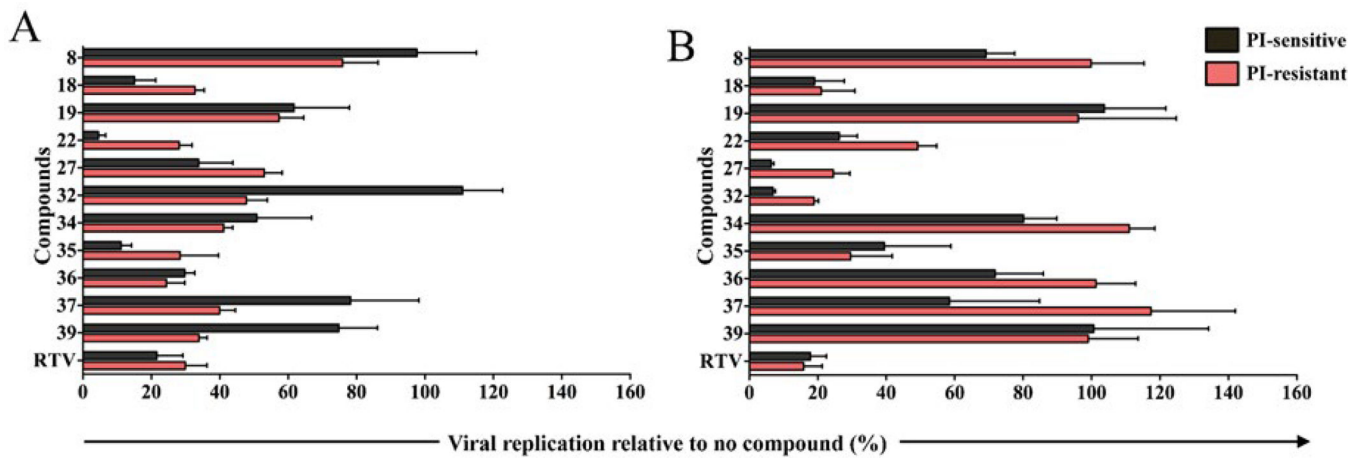 A
8
18
19
22
27
32
34
35
36
37
39
RTV
Compounds
0 20 40 60 80 100 120 140 160
B
8
18
19
22
27
32
34
35
36
37
39
RTV
Compounds
0 20 40 60 80 100 120 140 160
PI-sensitive
PI-resistant
Viral replication relative to no compound (%)